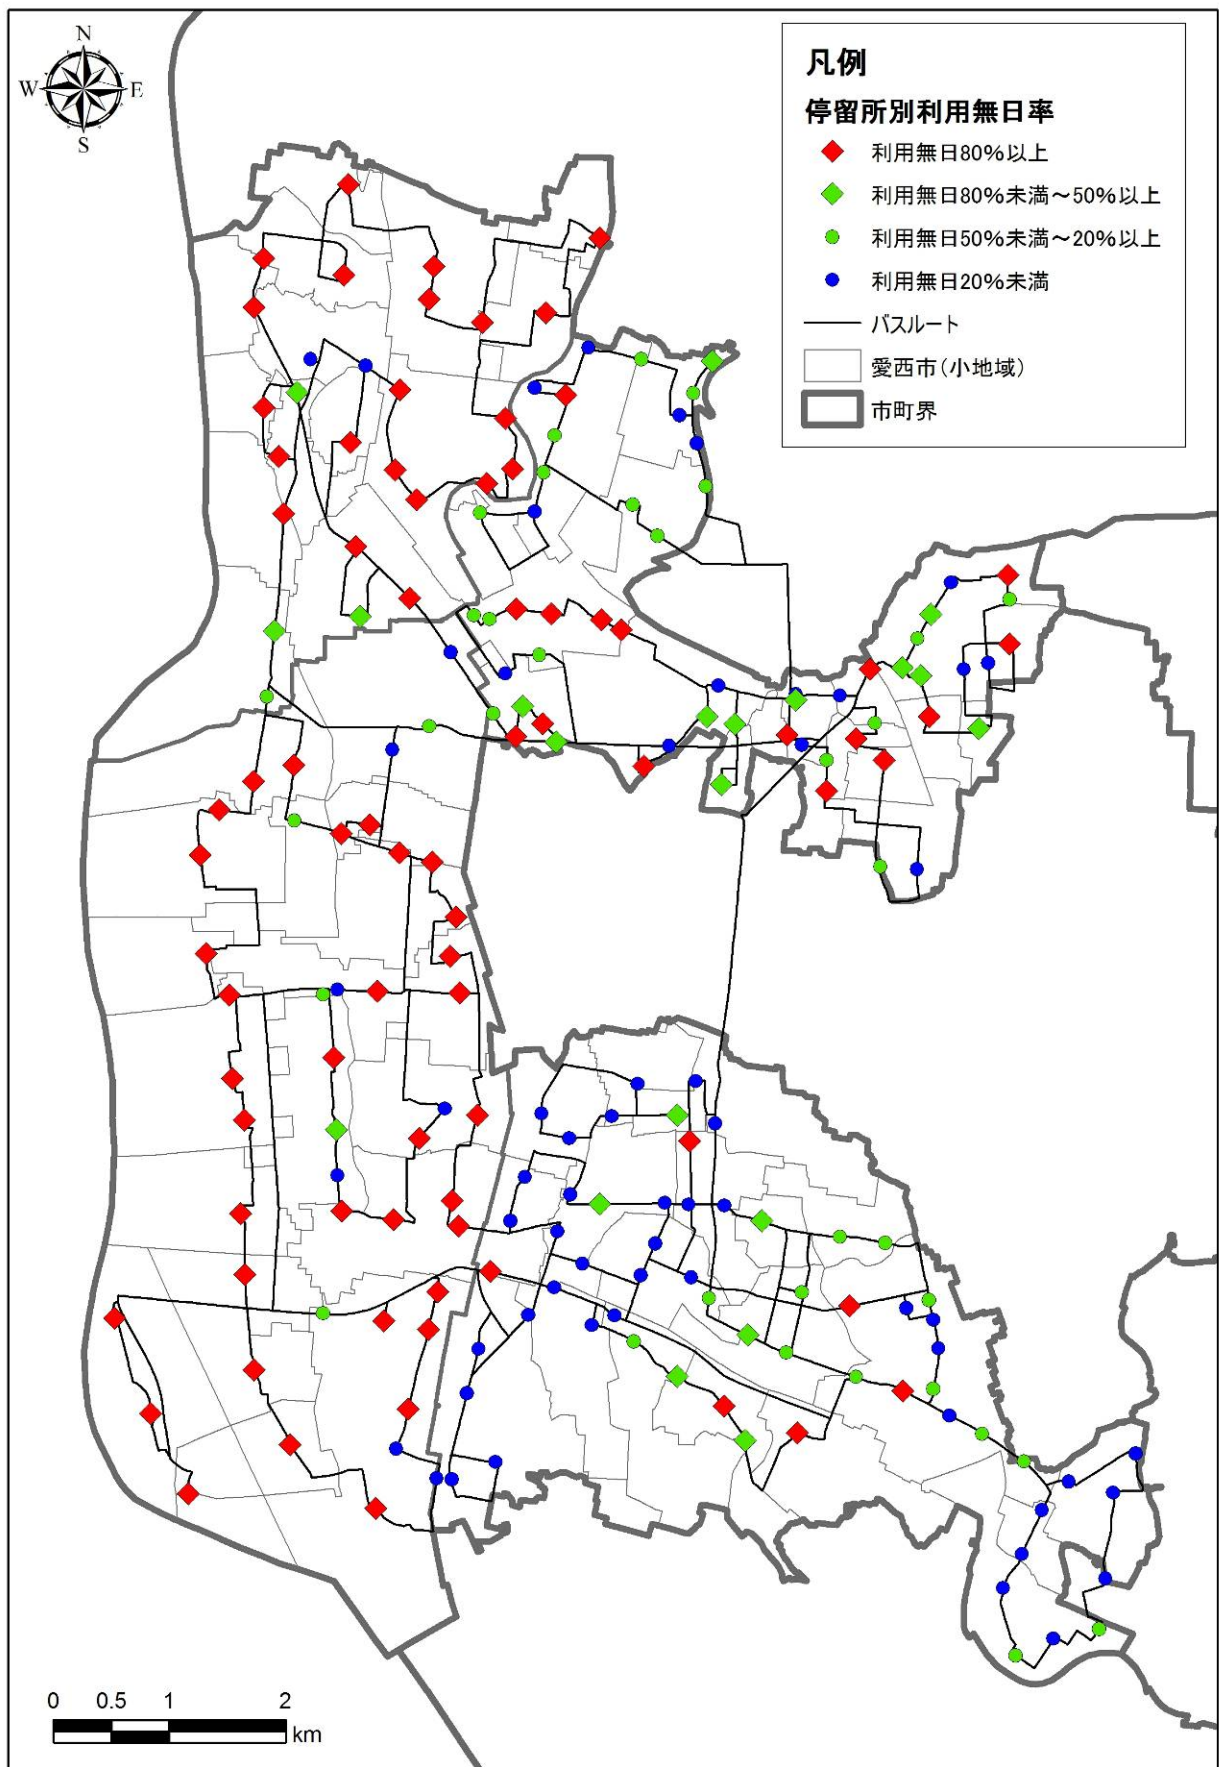 N
W
E
S
凡例
停留所別利用無日率
利用無日80%以上
利用無日80%未満～50%以上
利用無日50%未満～20%以上
利用無日20%未満
バスルート
愛西市（小地域）
市町界
0 0.5 1 2
km